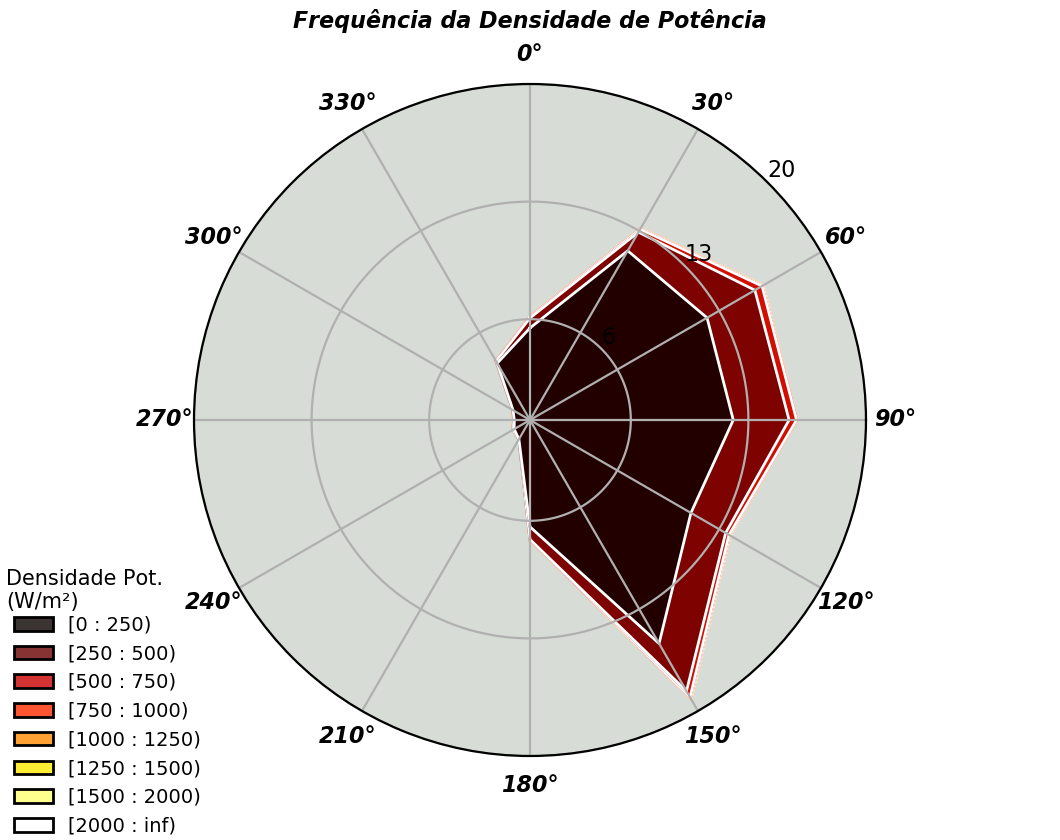 Frequência da Densidade de Potência
0°
330°
30°
20
300°
60°
13
6
270°
90°
240°
120°
210°
150°
180°
Densidade Pot.
(W/m²)
[0 : 250)
[250 : 500)
[500 : 750)
[750 : 1000)
[1000 : 1250)
[1250 : 1500)
[1500 : 2000)
[2000 : inf)